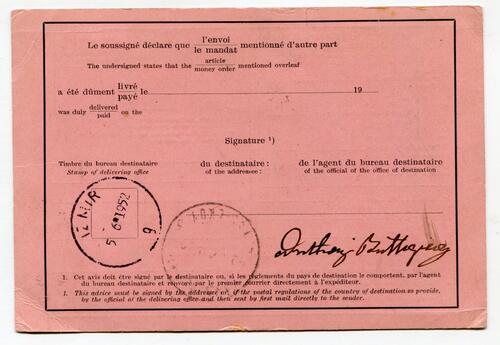 Le soussigné déclare que l'envoi / le mandat mentionné d'autre part
The undersigned states that the article / money order mentioned overleaf
a été dûment livré / payé le 19
was duly delivered / paid on the
Signature ¹)
Timbre du bureau destinataire
Stamp of delivering office
du destinataire :
of the addressee :
de l'agent du bureau destinataire
of the official of the office of destination
IZMIR
5 6 * 1952
6
1. Cet avis doit être signé par le destinataire ou, si les règlements du pays de destination le comportent, par l'agent
du bureau destinataire et renvoyé par le premier courrier directement à l'expéditeur.
1. This advice must be signed by the addressee or, if the postal regulations of the country of destination so provide,
by the official of the delivering office and then sent by first mail directly to the sender.